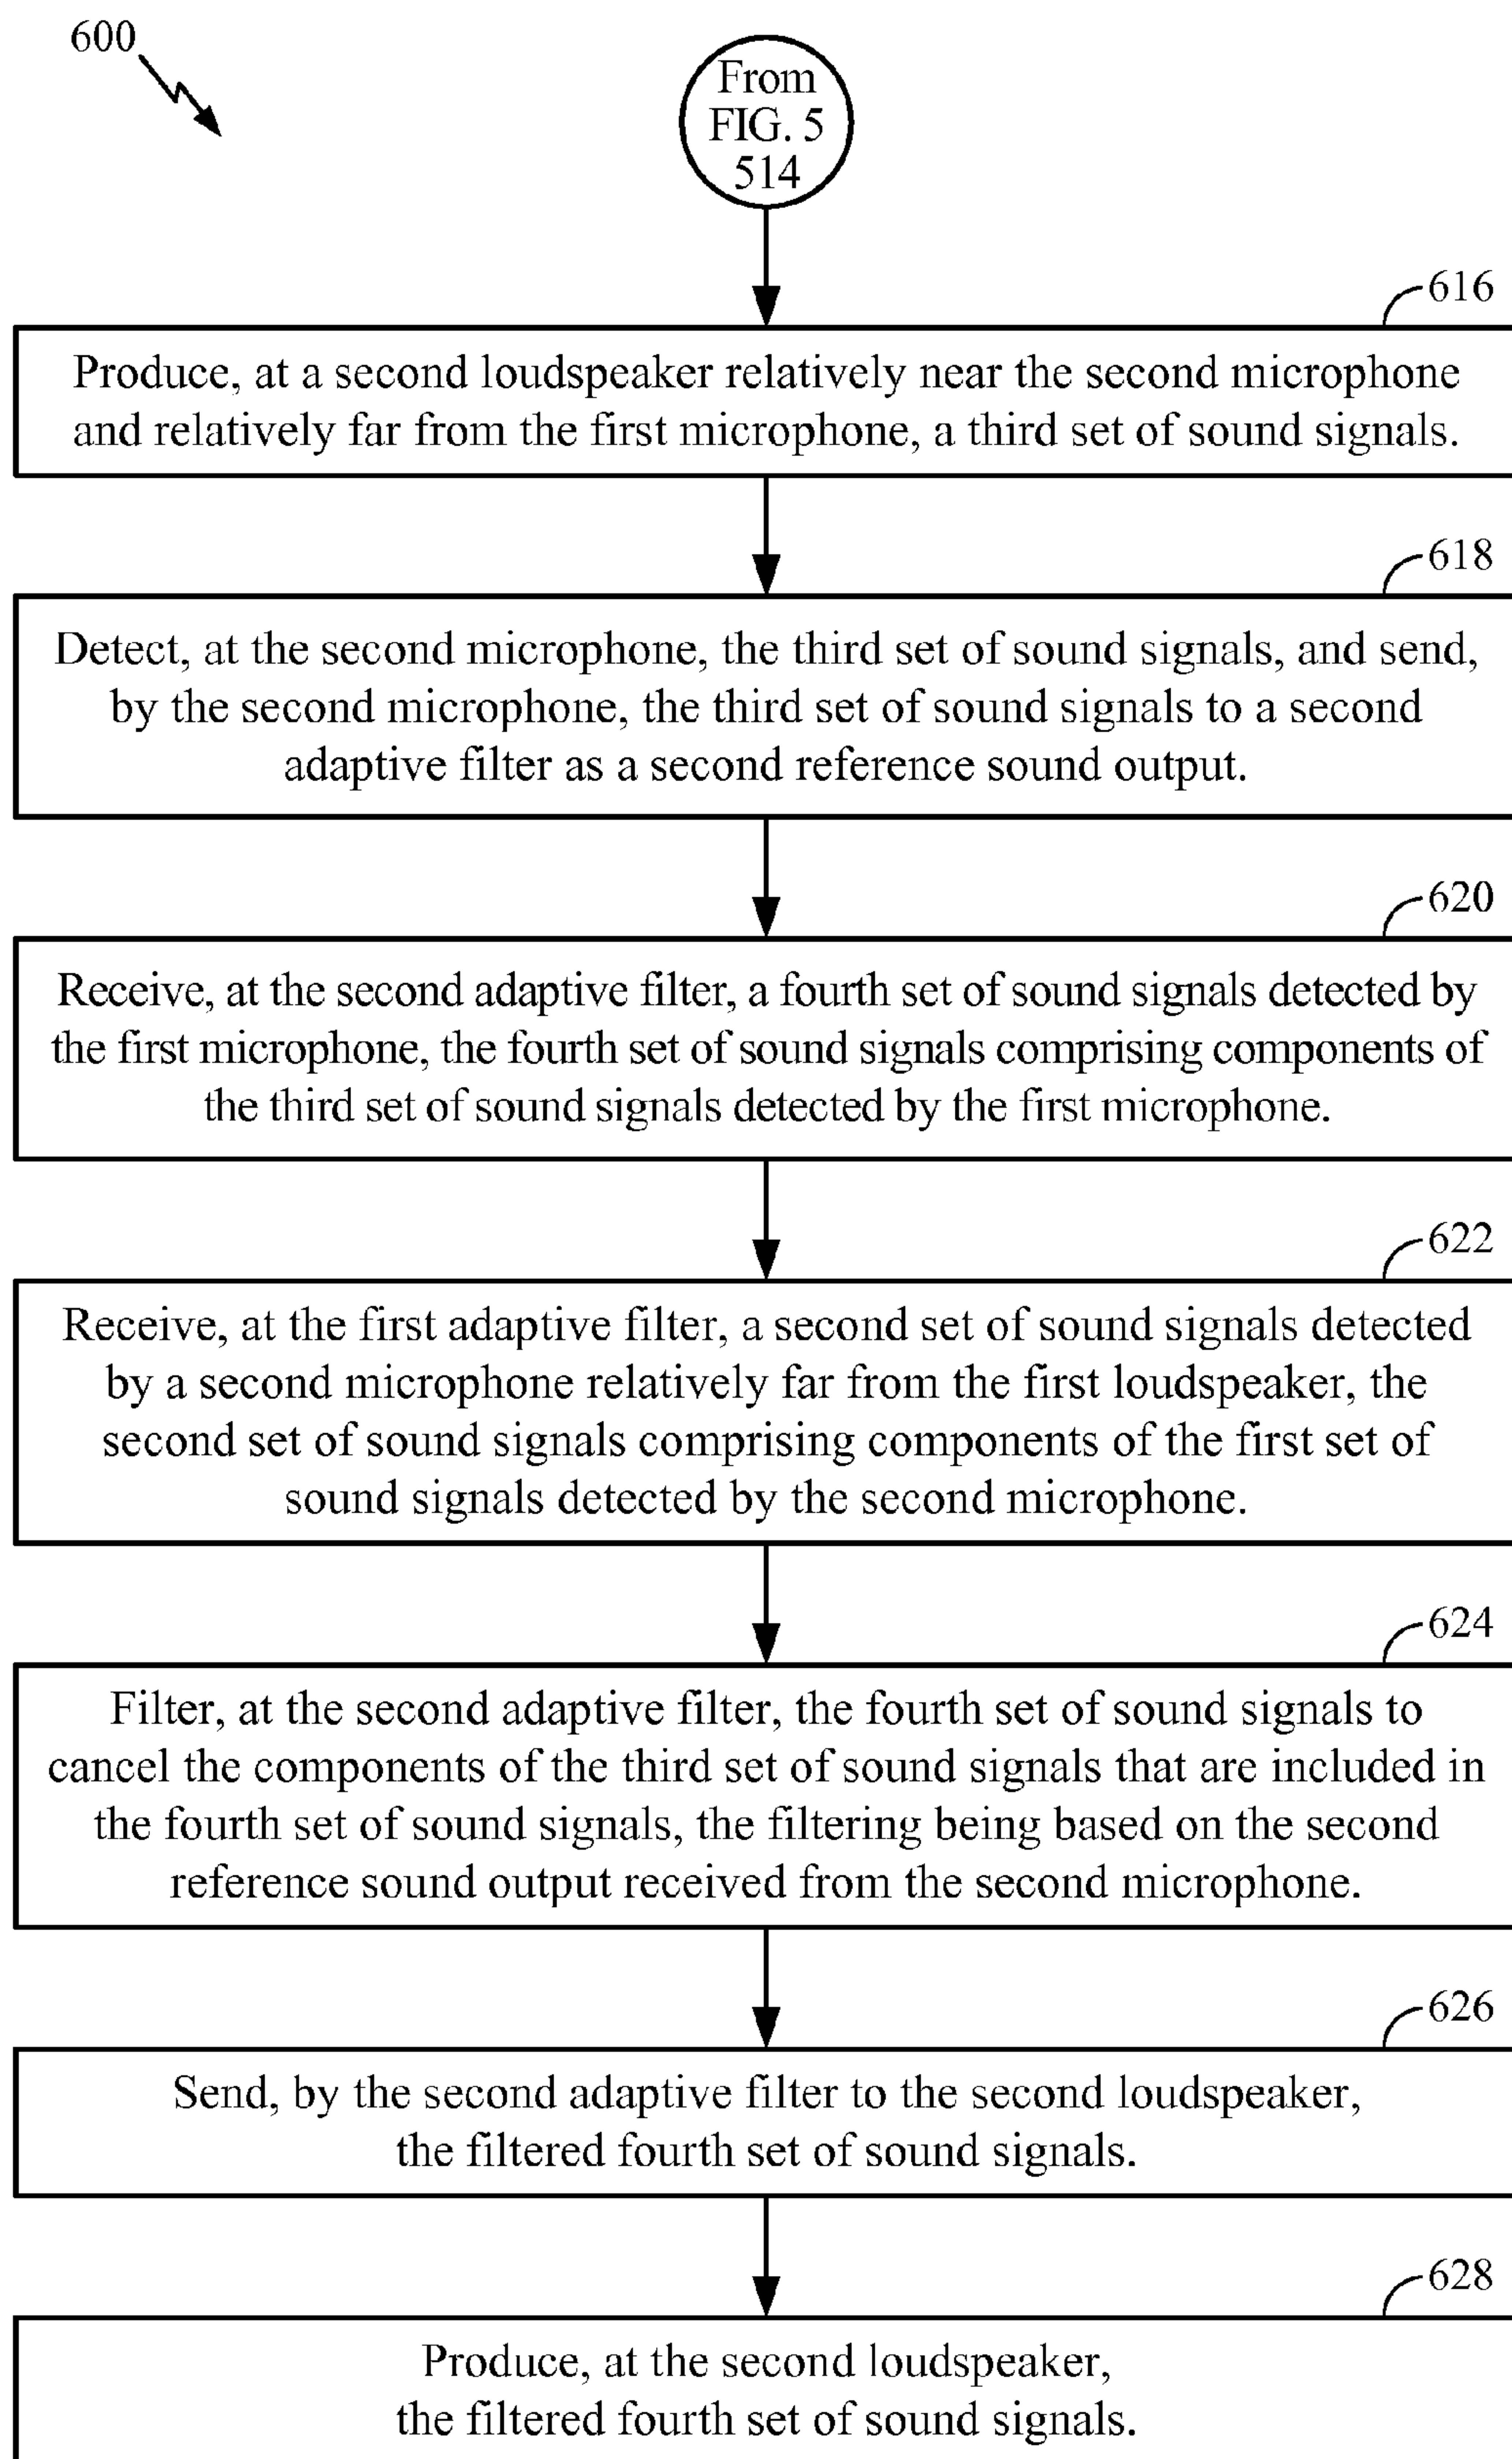 600
From
FIG. 5
514
616
Produce, at a second loudspeaker relatively near the second microphone
and relatively far from the first microphone, a third set of sound signals.
618
Detect, at the second microphone, the third set of sound signals, and send,
by the second microphone, the third set of sound signals to a second
adaptive filter as a second reference sound output.
620
Receive, at the second adaptive filter, a fourth set of sound signals detected by
the first microphone, the fourth set of sound signals comprising components of
the third set of sound signals detected by the first microphone.
622
Receive, at the first adaptive filter, a second set of sound signals detected
by a second microphone relatively far from the first loudspeaker, the
second set of sound signals comprising components of the first set of
sound signals detected by the second microphone.
624
Filter, at the second adaptive filter, the fourth set of sound signals to
cancel the components of the third set of sound signals that are included in
the fourth set of sound signals, the filtering being based on the second
reference sound output received from the second microphone.
626
Send, by the second adaptive filter to the second loudspeaker,
the filtered fourth set of sound signals.
628
Produce, at the second loudspeaker,
the filtered fourth set of sound signals.